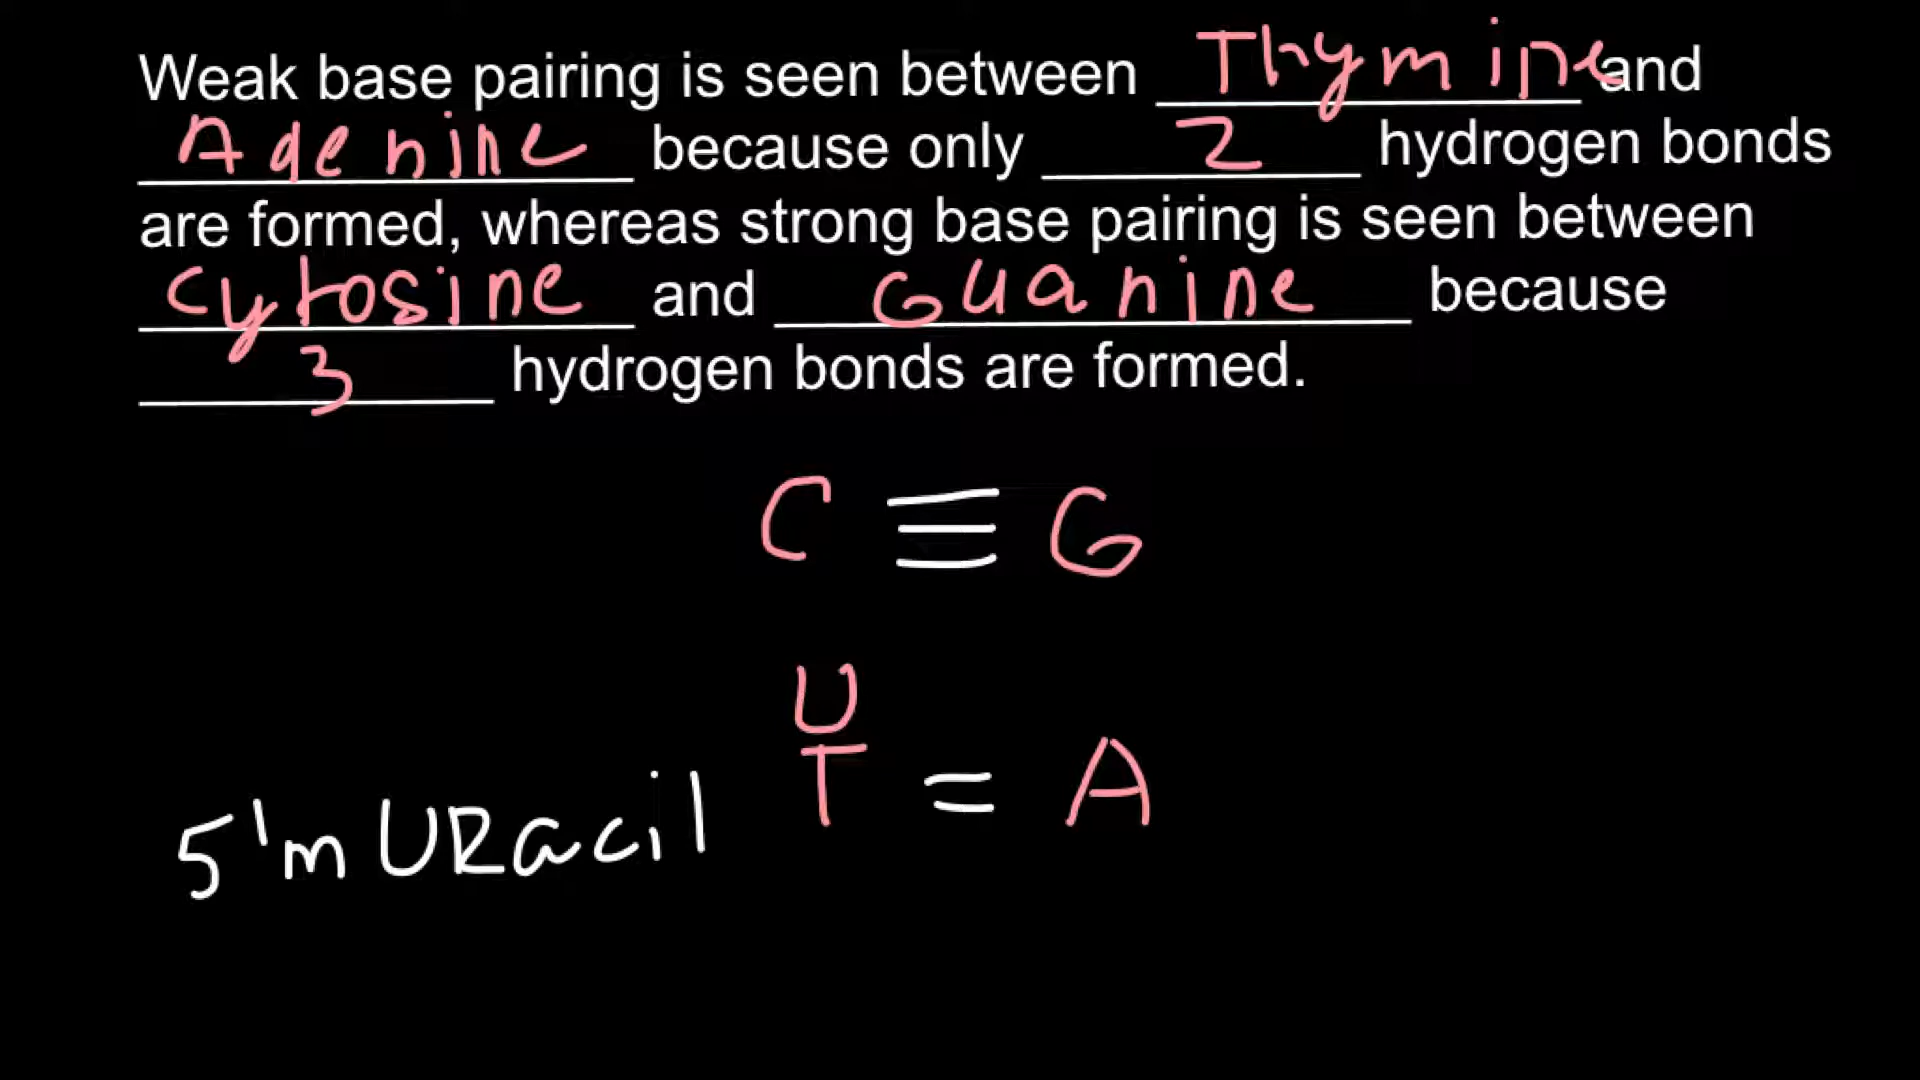 Weak base pairing is seen between Thymine and
Adenine because only 2 hydrogen bonds
are formed, whereas strong base pairing is seen between
Cytosine and Guanine because
3 hydrogen bonds are formed.
C ≡ G
U
T = A
5'm URacil